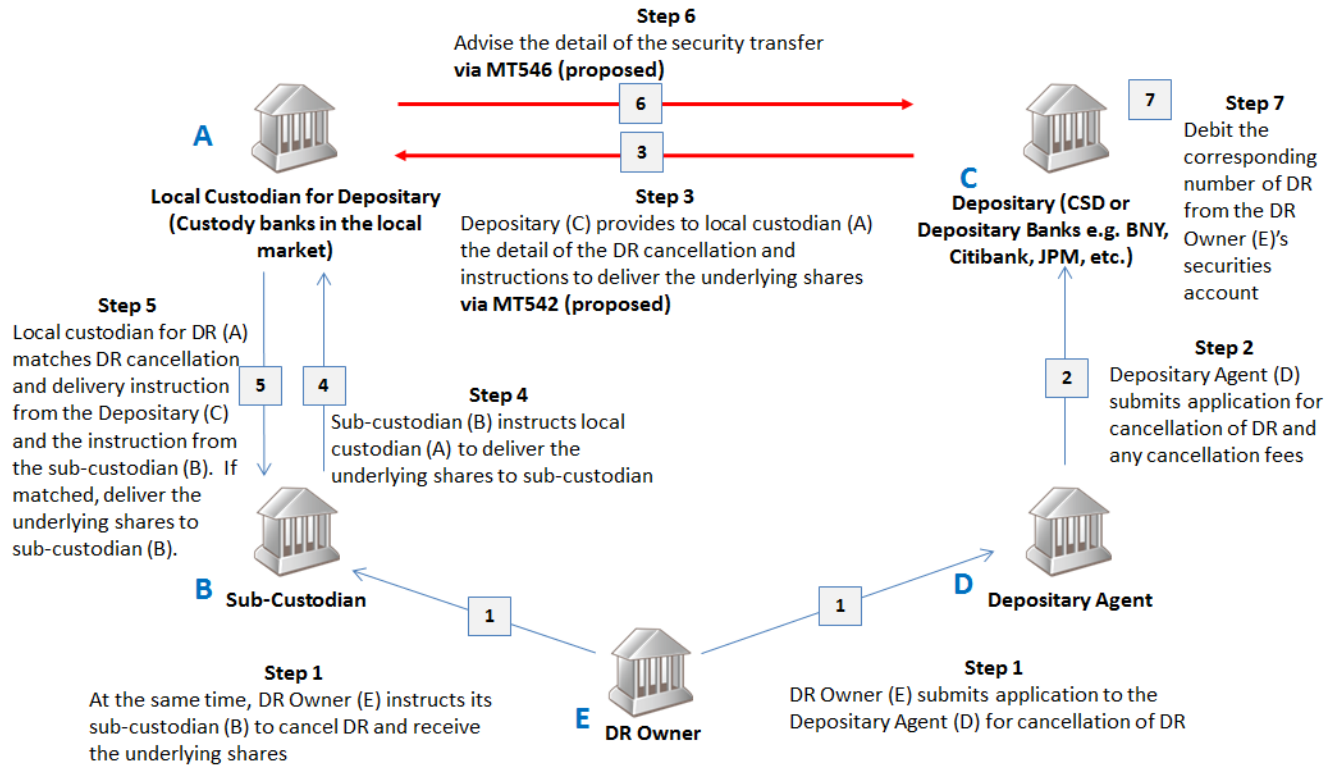 Step 6
Advise the detail of the security transfer
via MT546 (proposed)
6
7
Step 7
Debit the
corresponding
number of DR
from the DR
Owner (E)'s
securities
account
A
3
C
Local Custodian for Depositary
(Custody banks in the local
market)
Step 3
Depositary (C) provides to local custodian (A)
the detail of the DR cancellation and
instructions to deliver the underlying shares
via MT542 (proposed)
Depositary (CSD or
Depositary Banks e.g. BNY,
Citibank, JPM, etc.)
Step 5
Local custodian for DR (A)
matches DR cancellation
and delivery instruction
from the Depositary (C)
and the instruction from
the sub-custodian (B).  If
matched, deliver the
underlying shares to
sub-custodian (B).
5
4
Step 4
Sub-custodian (B) instructs local
custodian (A) to deliver the
underlying shares to sub-custodian
2
Step 2
Depositary Agent (D)
submits application for
cancellation of DR and
any cancellation fees
B
Sub-Custodian
D
Depositary Agent
1
1
Step 1
At the same time, DR Owner (E) instructs its
sub-custodian (B) to cancel DR and receive
the underlying shares
E
DR Owner
Step 1
DR Owner (E) submits application to the
Depositary Agent (D) for cancellation of DR